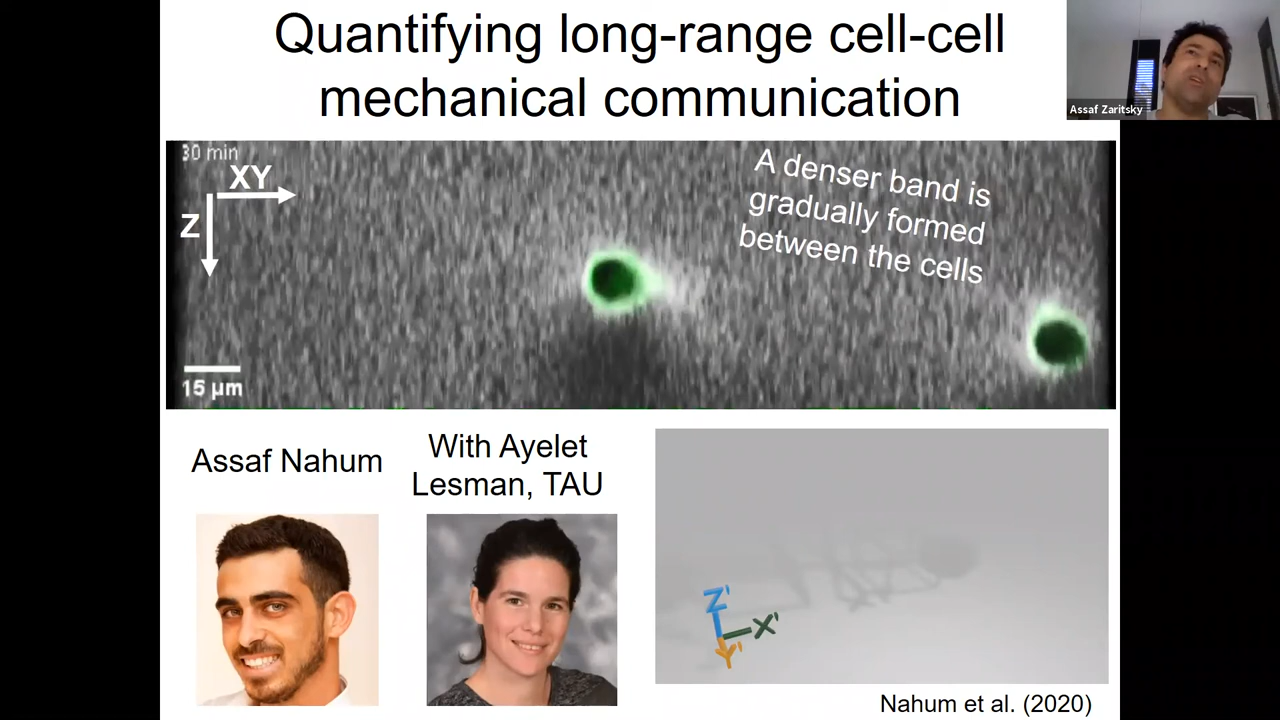 Quantifying long-range cell-cell
mechanical communication
Assaf Zaritsky
30 min
XY
Z
15 µm
A denser band is
gradually formed
between the cells
Assaf Nahum
With Ayelet
Lesman, TAU
Z'
X'
Y'
Nahum et al. (2020)